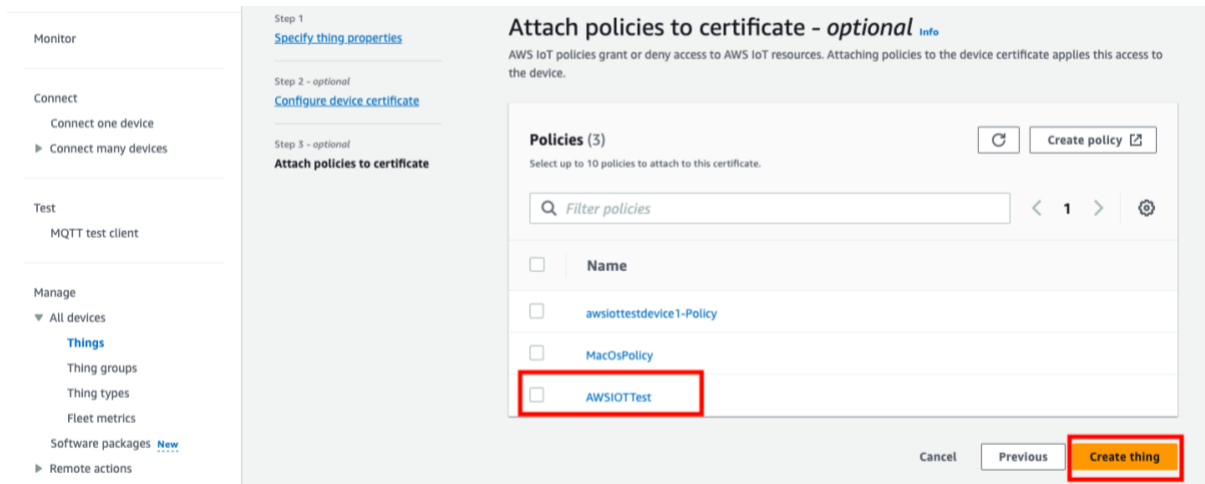 Monitor
Connect
Connect one device
Connect many devices
Test
MQTT test client
Manage
All devices
Things
Thing groups
Thing types
Fleet metrics
Software packages New
Remote actions
Step 1
Specify thing properties
Step 2 - optional
Configure device certificate
Step 3 - optional
Attach policies to certificate
Attach policies to certificate - optional Info
AWS IoT policies grant or deny access to AWS IoT resources. Attaching policies to the device certificate applies this access to
the device.
Policies (3)
Create policy
Select up to 10 policies to attach to this certificate.
Filter policies
1
Name
awsiottestdevice1-Policy
MacOsPolicy
AWSIOTTest
Cancel
Previous
Create thing